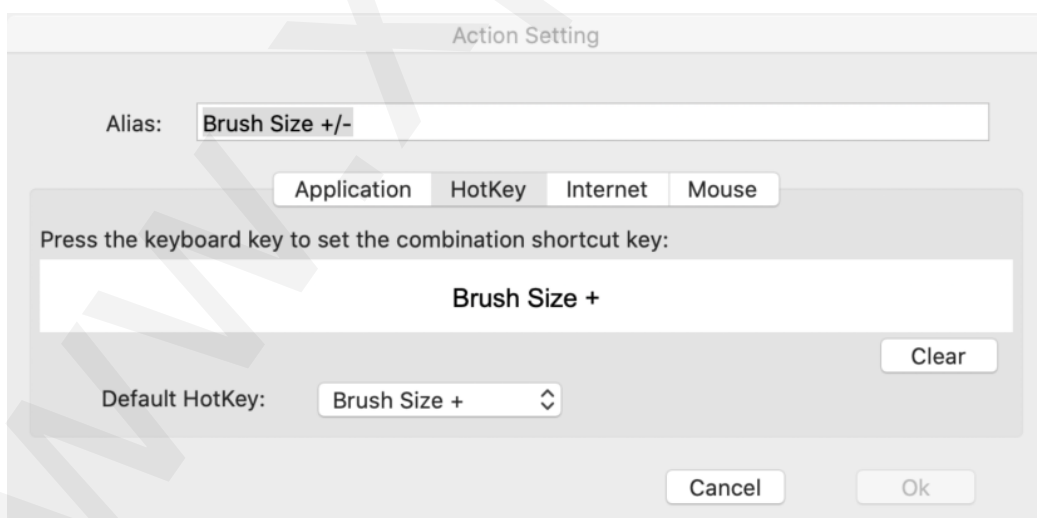 Action Setting
Alias: Brush Size +/-
Application HotKey Internet Mouse
Press the keyboard key to set the combination shortcut key:
Brush Size +
Clear
Default HotKey: Brush Size +
Cancel Ok